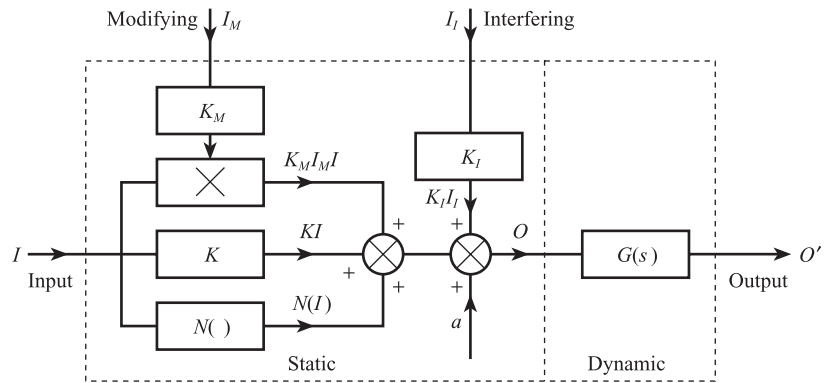 Modifying I_M
I_I Interfering
K_M
K_I
K_M I_M I
K_I I_I
I
Input
K
KI
+
+
+
+
+
O
G(s)
Output
O′
N( )
N(I)
a
Static
Dynamic